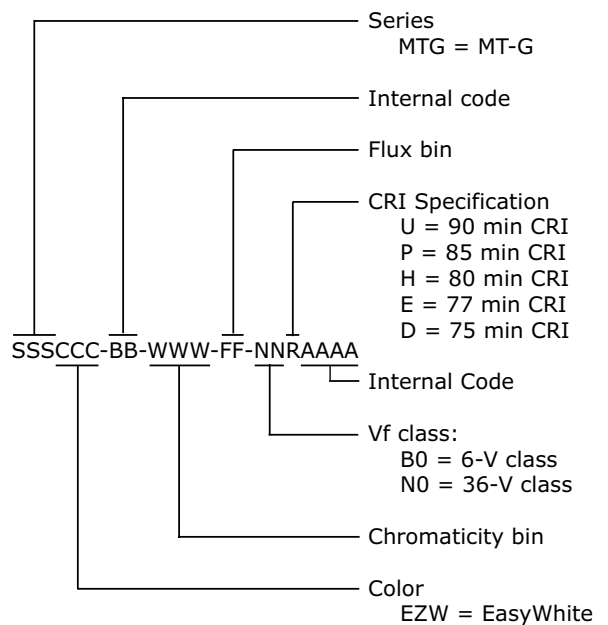 Series
MTG = MT-G
Internal code
Flux bin
CRI Specification
U = 90 min CRI
P = 85 min CRI
H = 80 min CRI
E = 77 min CRI
D = 75 min CRI
SSSCCC-BB-WWW-FF-NNRAAAA
Internal Code
Vf class:
B0 = 6-V class
N0 = 36-V class
Chromaticity bin
Color
EZW = EasyWhite